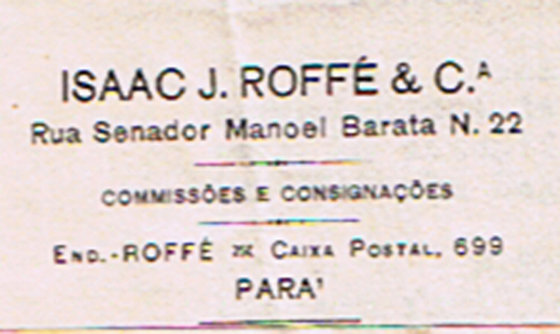 ISAAC J. ROFFÉ & C.ᴬ
Rua Senador Manoel Barata N. 22
COMMISSÕES E CONSIGNAÇÕES
END.-ROFFÉ CAIXA POSTAL, 699
PARA'